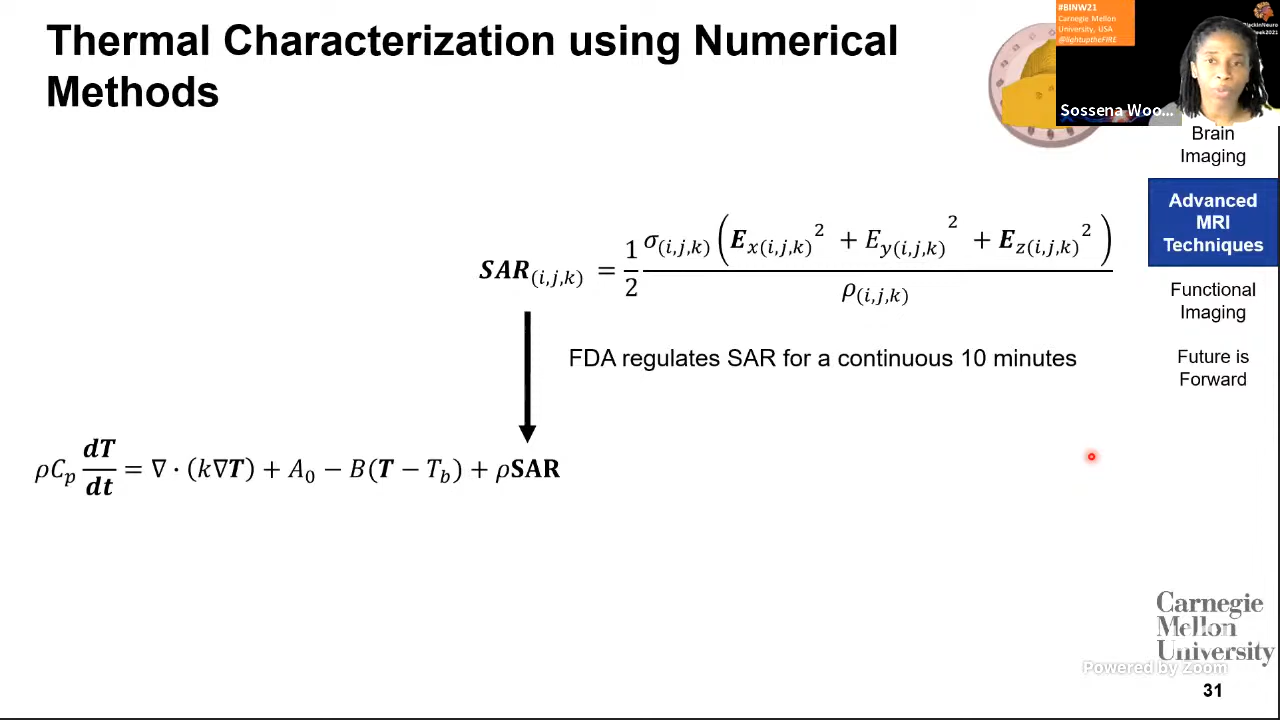 Thermal Characterization using Numerical
Methods
#BINW21
Carnegie Mellon
University, USA
@lightuptheFIRE
Sossena Woo...
Brain
Imaging
Advanced
MRI
Techniques
Functional
Imaging
Future is
Forward
SAR(i,j,k) = 1/2 σ(i,j,k) (Ex(i,j,k)² + Ey(i,j,k)² + Ez(i,j,k)²) / ρ(i,j,k)
FDA regulates SAR for a continuous 10 minutes
ρCp dT/dt = ∇ · (k∇T) + A₀ − B(T − Tb) + ρSAR
Carnegie
Mellon
University
Powered by Zoom
31